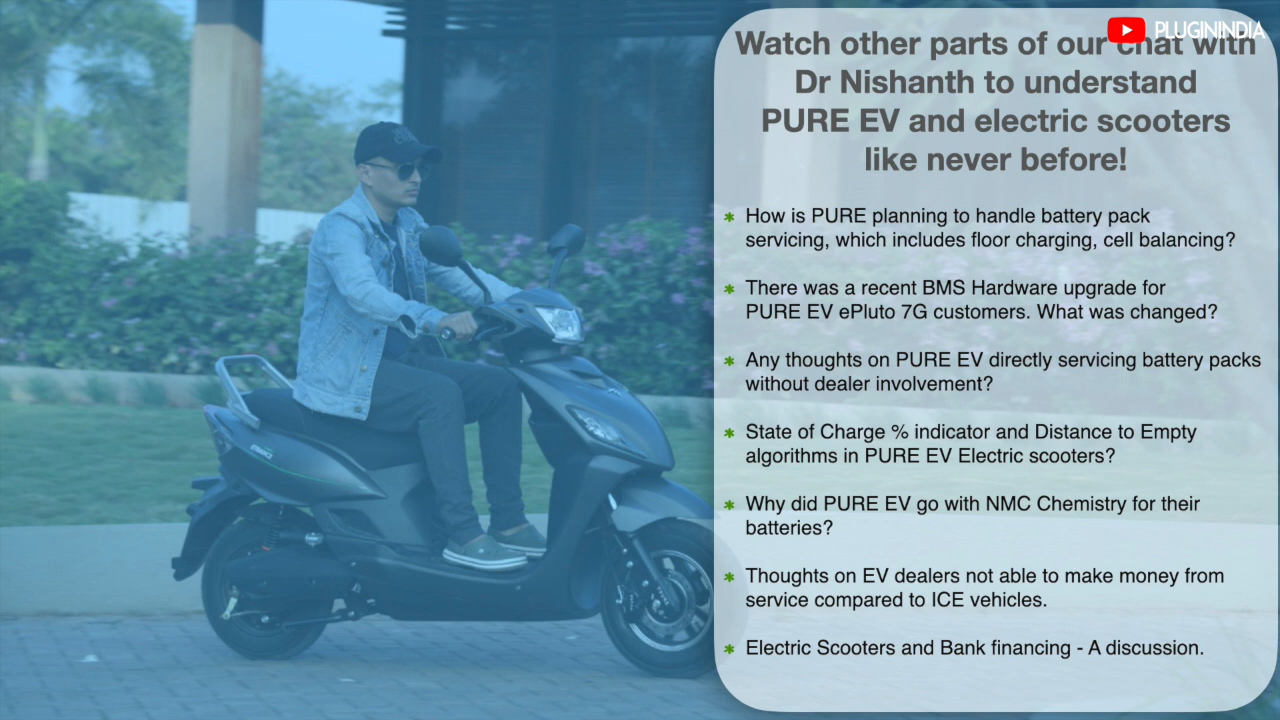 PLUGININDIA
Watch other parts of our chat with
Dr Nishanth to understand
PURE EV and electric scooters
like never before!
* How is PURE planning to handle battery pack
servicing, which includes floor charging, cell balancing?
* There was a recent BMS Hardware upgrade for
PURE EV ePluto 7G customers. What was changed?
* Any thoughts on PURE EV directly servicing battery packs
without dealer involvement?
* State of Charge % indicator and Distance to Empty
algorithms in PURE EV Electric scooters?
* Why did PURE EV go with NMC Chemistry for their
batteries?
* Thoughts on EV dealers not able to make money from
service compared to ICE vehicles.
* Electric Scooters and Bank financing - A discussion.